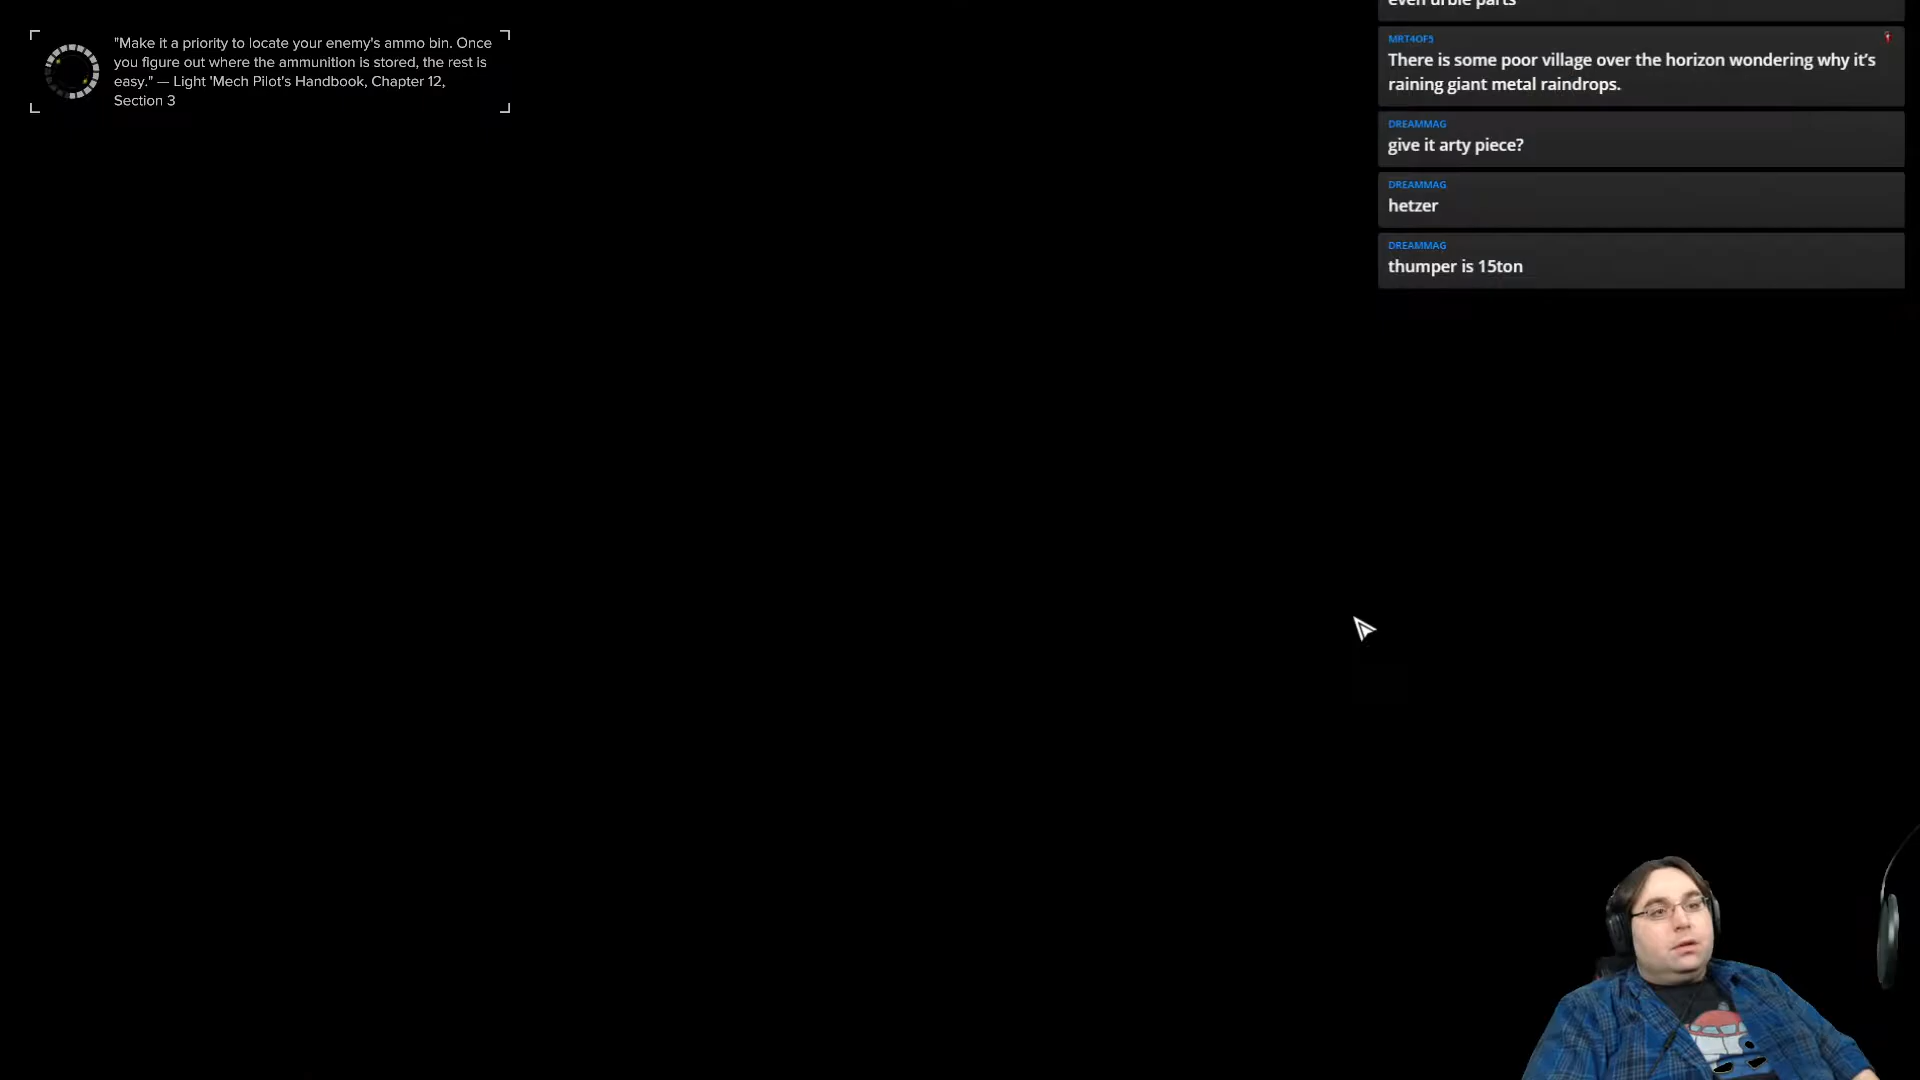 "Make it a priority to locate your enemy's ammo bin. Once
you figure out where the ammunition is stored, the rest is
easy." — Light 'Mech Pilot's Handbook, Chapter 12,
Section 3
even urbie parts
MRT4OF5
There is some poor village over the horizon wondering why it’s
raining giant metal raindrops.
DREAMMAG
give it arty piece?
DREAMMAG
hetzer
DREAMMAG
thumper is 15ton